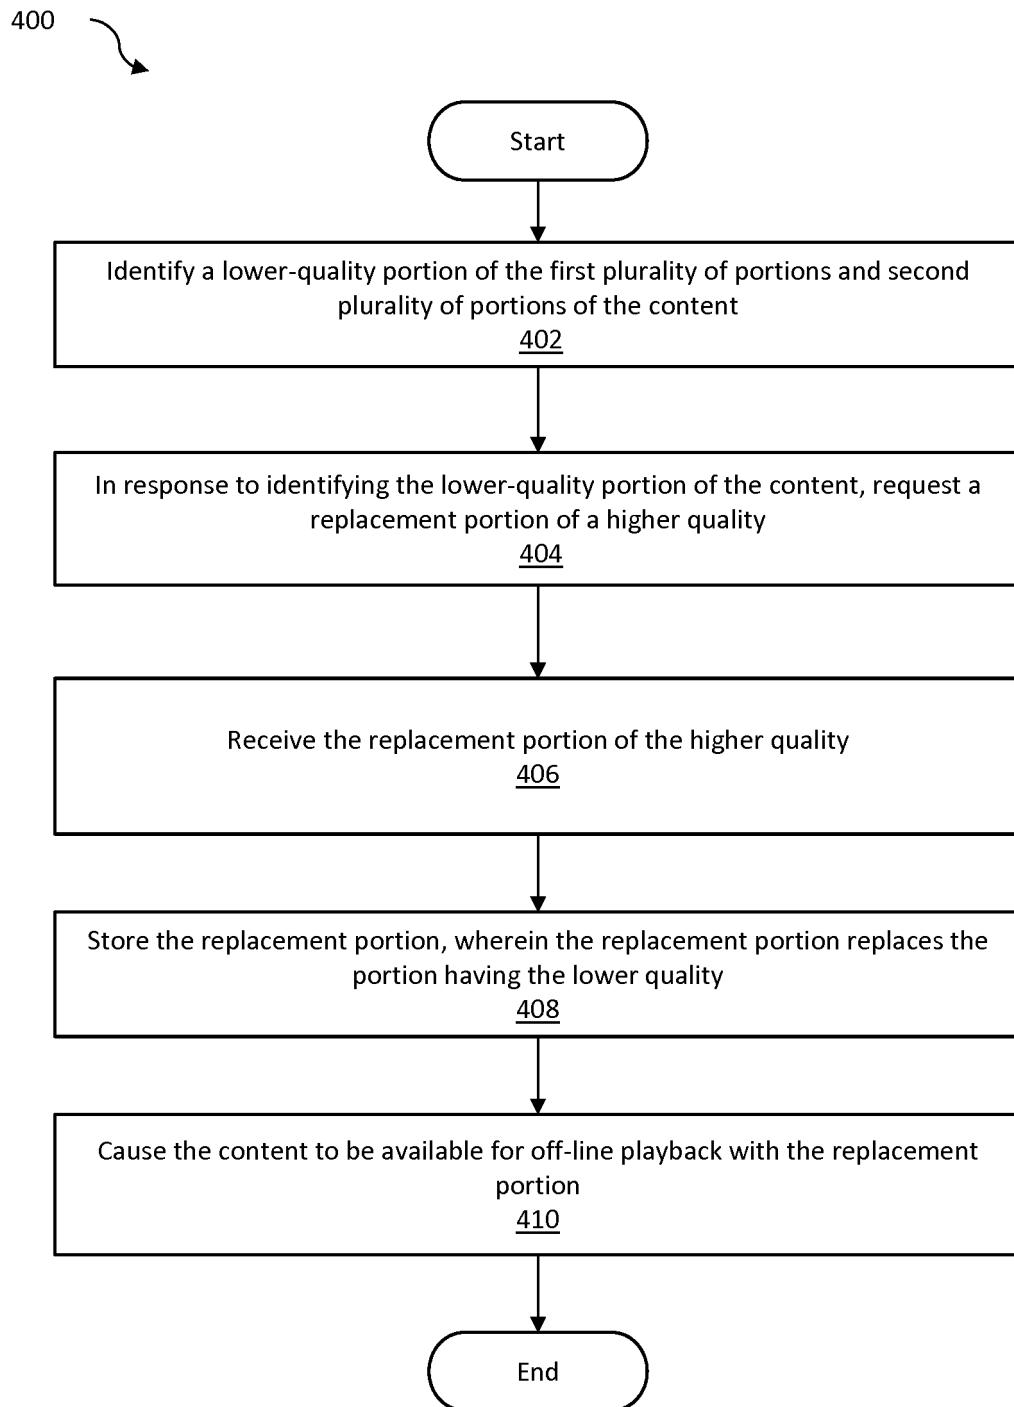 400
Start
Identify a lower-quality portion of the first plurality of portions and second
plurality of portions of the content
402
In response to identifying the lower-quality portion of the content, request a
replacement portion of a higher quality
404
Receive the replacement portion of the higher quality
406
Store the replacement portion, wherein the replacement portion replaces the
portion having the lower quality
408
Cause the content to be available for off-line playback with the replacement
portion
410
End